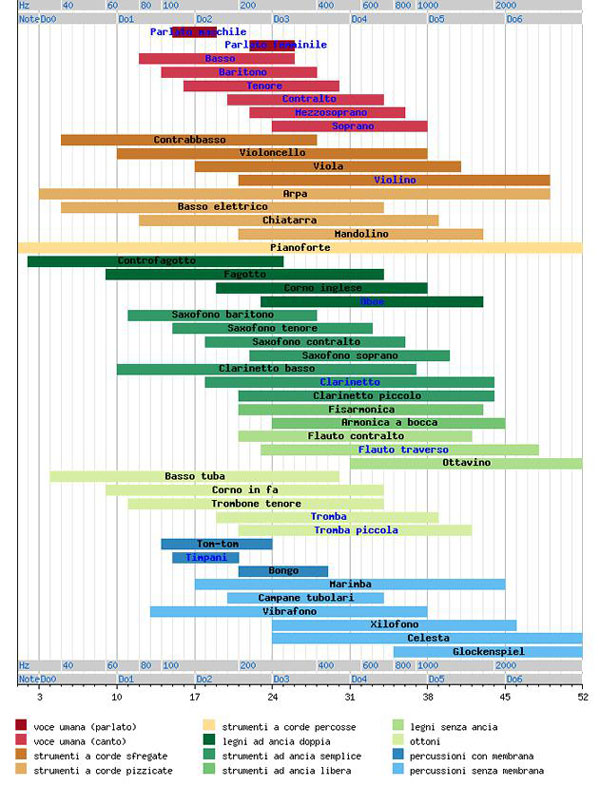 Hz 40 60 80 100 200 400 600 800 1000 2000
Note Do0 Do1 Do2 Do3 Do4 Do5 Do6
Parlato maschile
Parlato femminile
Basso
Baritono
Tenore
Contralto
Mezzosoprano
Soprano
Contrabbasso
Violoncello
Viola
Violino
Arpa
Basso elettrico
Chiatarra
Mandolino
Pianoforte
Controfagotto
Fagotto
Corno inglese
Oboe
Saxofono baritono
Saxofono tenore
Saxofono contralto
Saxofono soprano
Clarinetto basso
Clarinetto
Clarinetto piccolo
Fisarmonica
Armonica a bocca
Flauto contralto
Flauto traverso
Ottavino
Basso tuba
Corno in fa
Trombone tenore
Tromba
Tromba piccola
Tom-tom
Timpani
Bongo
Marimba
Campane tubolari
Vibrafono
Xilofono
Celesta
Glockenspiel
Hz 40 60 80 100 200 400 600 800 1000 2000
Note Do0 Do1 Do2 Do3 Do4 Do5 Do6
3 10 17 24 31 38 45 52
voce umana (parlato) strumenti a corde percosse legni senza ancia
voce umana (canto) legni ad ancia doppia ottoni
strumenti a corde sfregate strumenti ad ancia semplice percussioni con membrana
strumenti a corde pizzicate strumenti ad ancia libera percussioni senza membrana